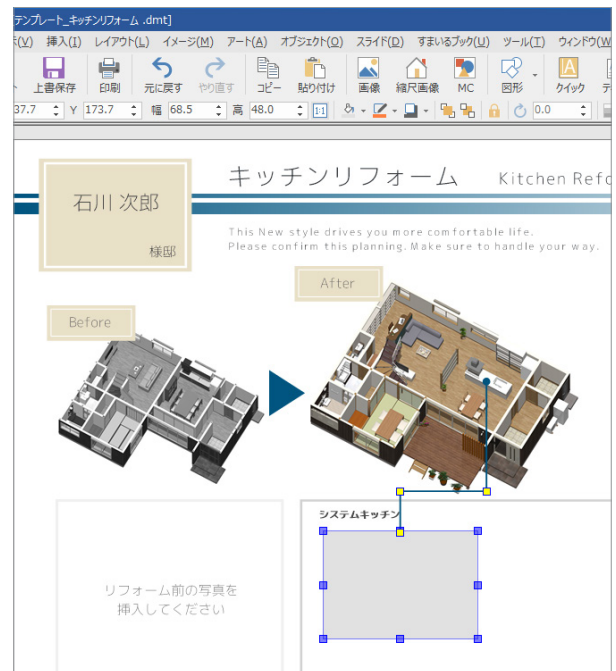 テンプレート_キッチンリフォーム .dmt]
(V) 挿入(I) レイアウト(L) イメージ(M) アート(A) オブジェクト(O) スライド(D) すまいるブック(U) ツール(T) ウィンドウ(W
上書保存 印刷 元に戻す やり直す コピー 貼り付け 画像 縮尺画像 MC 図形 クイック
37.7 Y 173.7 幅 68.5 高 48.0 1:1 0.0
キッチンリフォーム Kitchen Refo
石川 次郎
様邸
This New style drives you more comfortable life.
Please confirm this planning. Make sure to handle your way.
After
Before
システムキッチン
リフォーム前の写真を
挿入してください